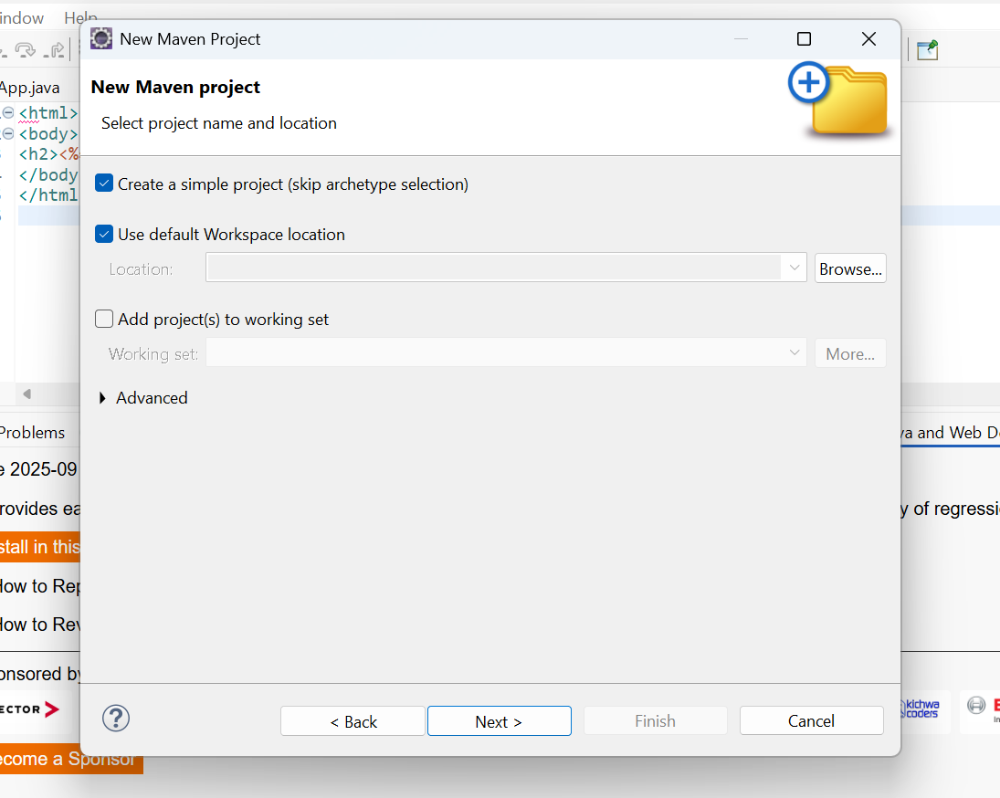 indow Help
New Maven Project
App.java
New Maven project
Select project name and location
<html>
<body>
<h2><%
</body
</html
Create a simple project (skip archetype selection)
Use default Workspace location
Location:
Browse...
Add project(s) to working set
Working set:
More...
Advanced
Problems
va and Web De
e 2025-09
rovides ea
y of regressi
stall in this
How to Rep
How to Rev
onsored by
ECTOR
kichwa
coders
?
< Back
Next >
Finish
Cancel
ecome a Sponsor